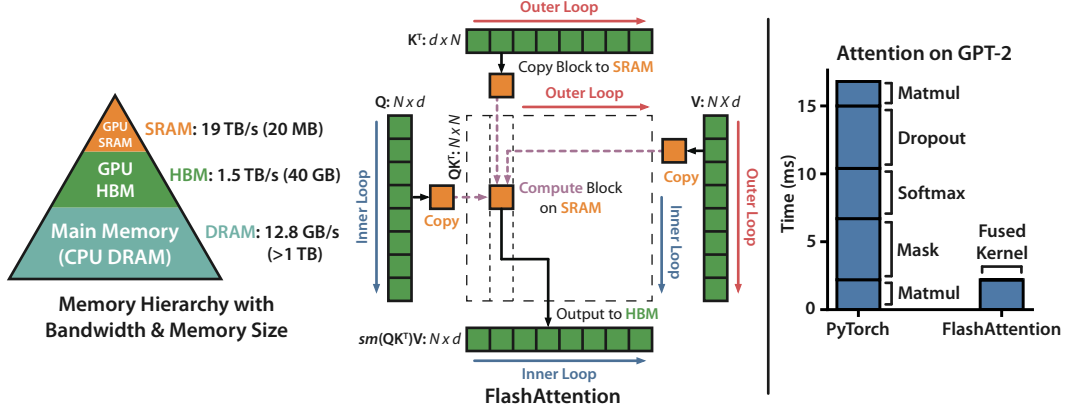 GPU
SRAM
GPU
HBM
Main Memory
(CPU DRAM)
SRAM: 19 TB/s (20 MB)
HBM: 1.5 TB/s (40 GB)
DRAM: 12.8 GB/s
(>1 TB)
Memory Hierarchy with
Bandwidth & Memory Size
Outer Loop
Kᵀ: d x N
Copy Block to SRAM
Outer Loop
Q: N x d
V: N X d
QKᵀ: N x N
Inner Loop
Copy
Compute Block
on SRAM
Copy
Inner Loop
Outer Loop
Output to HBM
sm(QKᵀ)V: N x d
Inner Loop
FlashAttention
Attention on GPT-2
Time (ms)
15
10
5
0
Matmul
Dropout
Softmax
Mask
Matmul
Fused
Kernel
PyTorch
FlashAttention